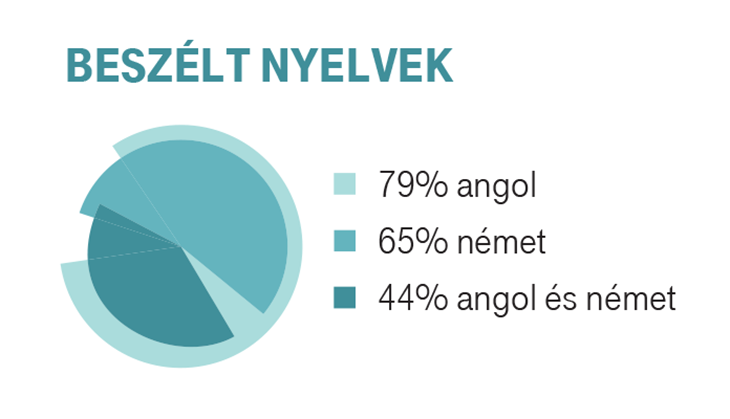 BESZÉLT NYELVEK
79% angol
65% német
44% angol és német